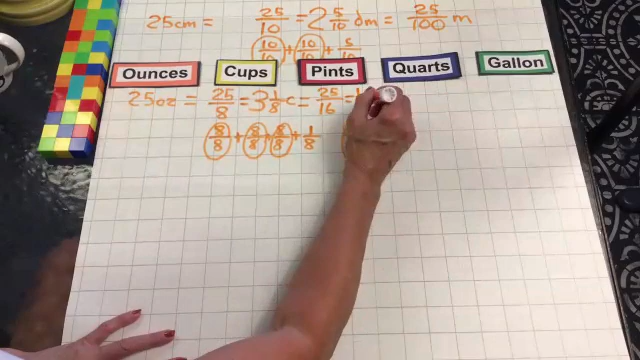 25cm = 25/10 = 2 5/10 dm = 25/100 m
10/10 + 10/10 + 5/10
Ounces Cups Pints Quarts Gallon
25oz = 25/8 = 3 1/8 c = 25/16 = 1
8/8 + 8/8 + 8/8 + 1/8